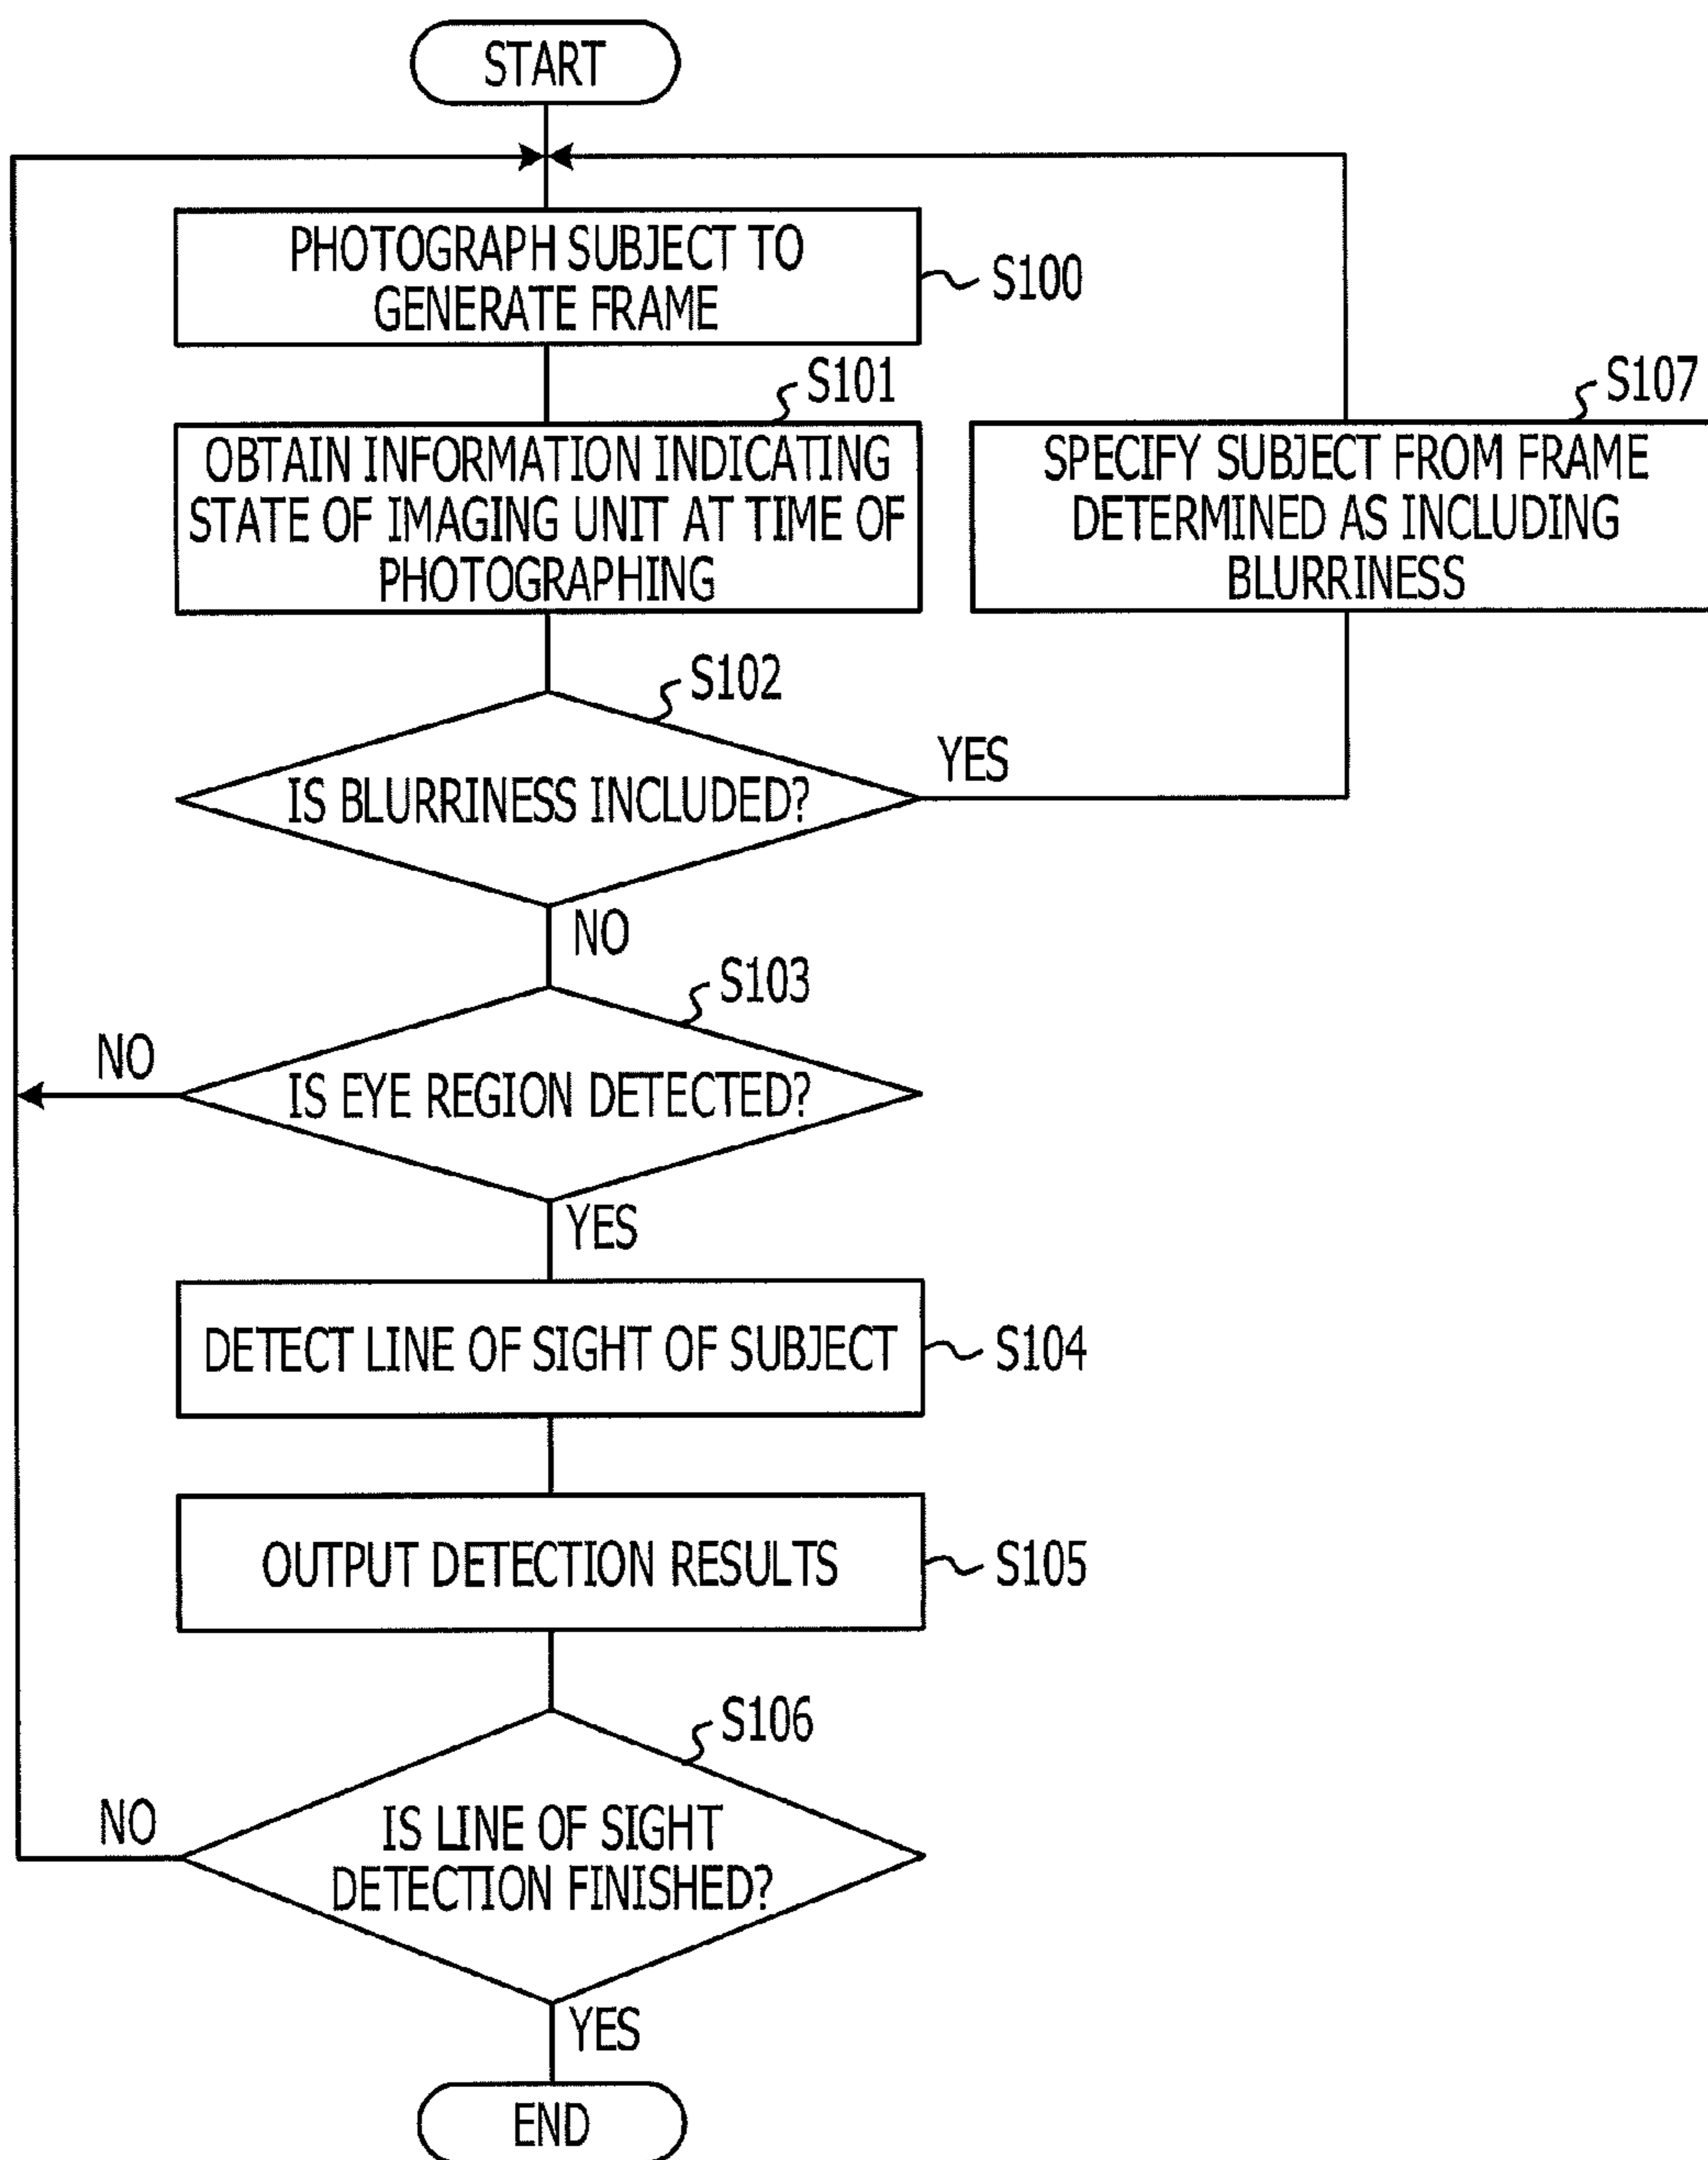 START
PHOTOGRAPH SUBJECT TO
GENERATE FRAME
S100
S101
OBTAIN INFORMATION INDICATING
STATE OF IMAGING UNIT AT TIME OF
PHOTOGRAPHING
S107
SPECIFY SUBJECT FROM FRAME
DETERMINED AS INCLUDING
BLURRINESS
S102
IS BLURRINESS INCLUDED?
YES
NO
S103
IS EYE REGION DETECTED?
NO
YES
DETECT LINE OF SIGHT OF SUBJECT
S104
OUTPUT DETECTION RESULTS
S105
S106
IS LINE OF SIGHT
DETECTION FINISHED?
NO
YES
END